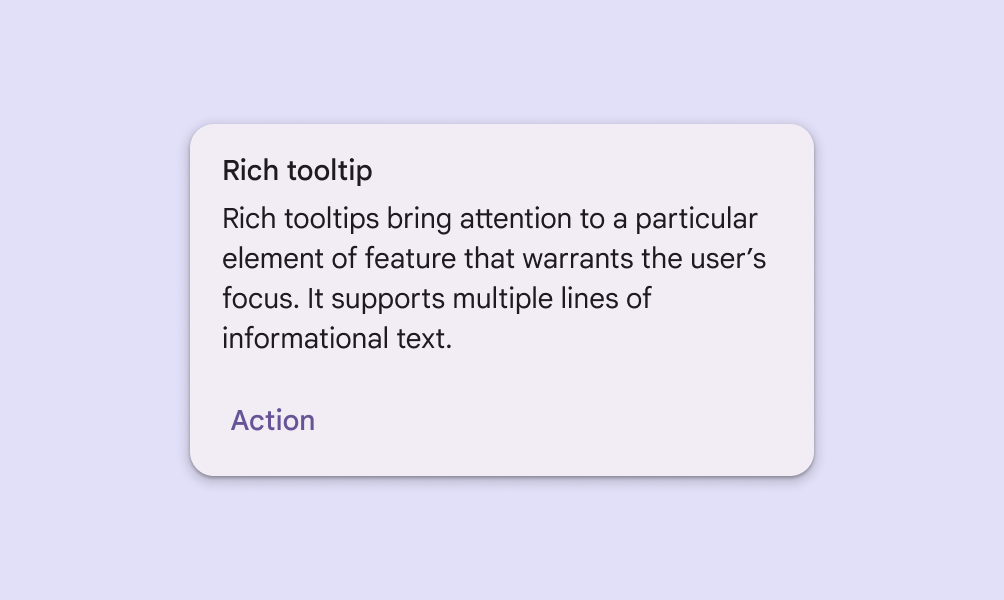 Rich tooltip
Rich tooltips bring attention to a particular
element of feature that warrants the user’s
focus. It supports multiple lines of
informational text.
Action